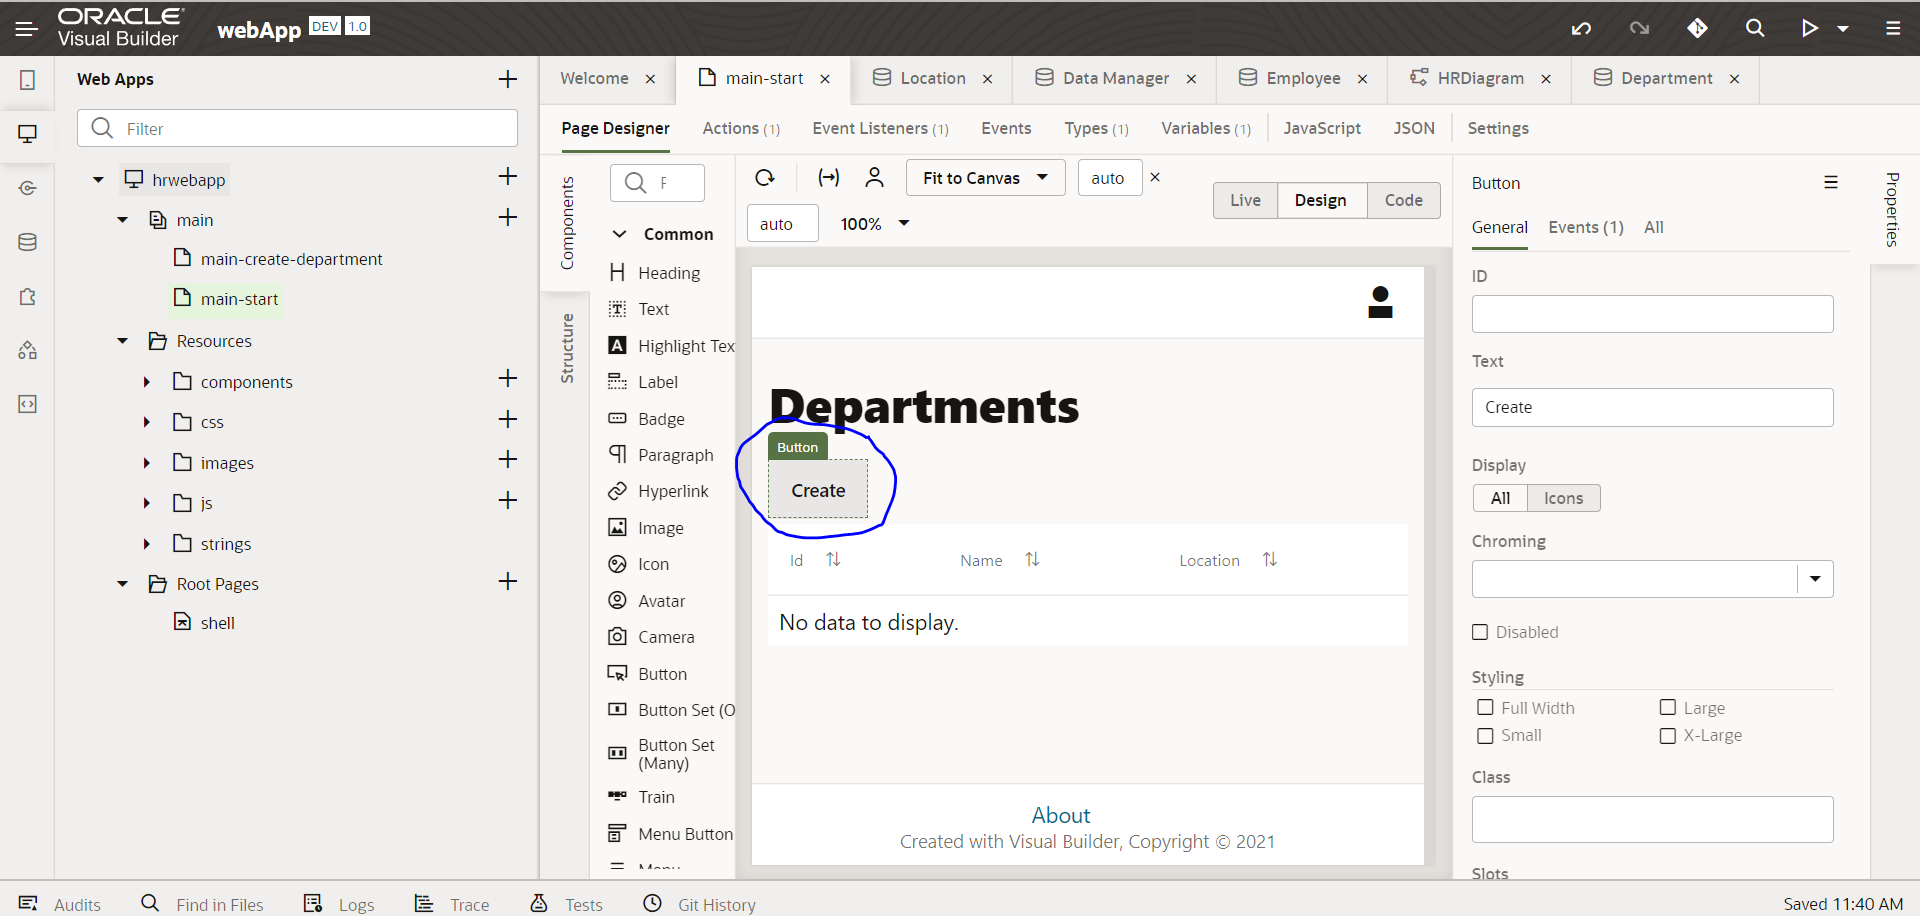 ORACLE
Visual Builder
webApp DEV 1.0
Web Apps
Filter
hrwebapp
main
main-create-department
main-start
Resources
components
css
images
js
strings
Root Pages
shell
Welcome
main-start
Location
Data Manager
Employee
HRDiagram
Department
Page Designer
Actions (1)
Event Listeners (1)
Events
Types (1)
Variables (1)
JavaScript
JSON
Settings
Components
Structure
F
Common
Heading
Text
Highlight Tex
Label
Badge
Paragraph
Hyperlink
Image
Icon
Avatar
Camera
Button
Button Set (O
Button Set
(Many)
Train
Menu Button
Menu
Fit to Canvas
auto
auto
100%
Live
Design
Code
Departments
Button
Create
Id
Name
Location
No data to display.
About
Created with Visual Builder, Copyright © 2021
Button
General
Events (1)
All
ID
Text
Create
Display
All
Icons
Chroming
Disabled
Styling
Full Width
Large
Small
X-Large
Class
Slots
Properties
Audits
Find in Files
Logs
Trace
Tests
Git History
Saved 11:40 AM